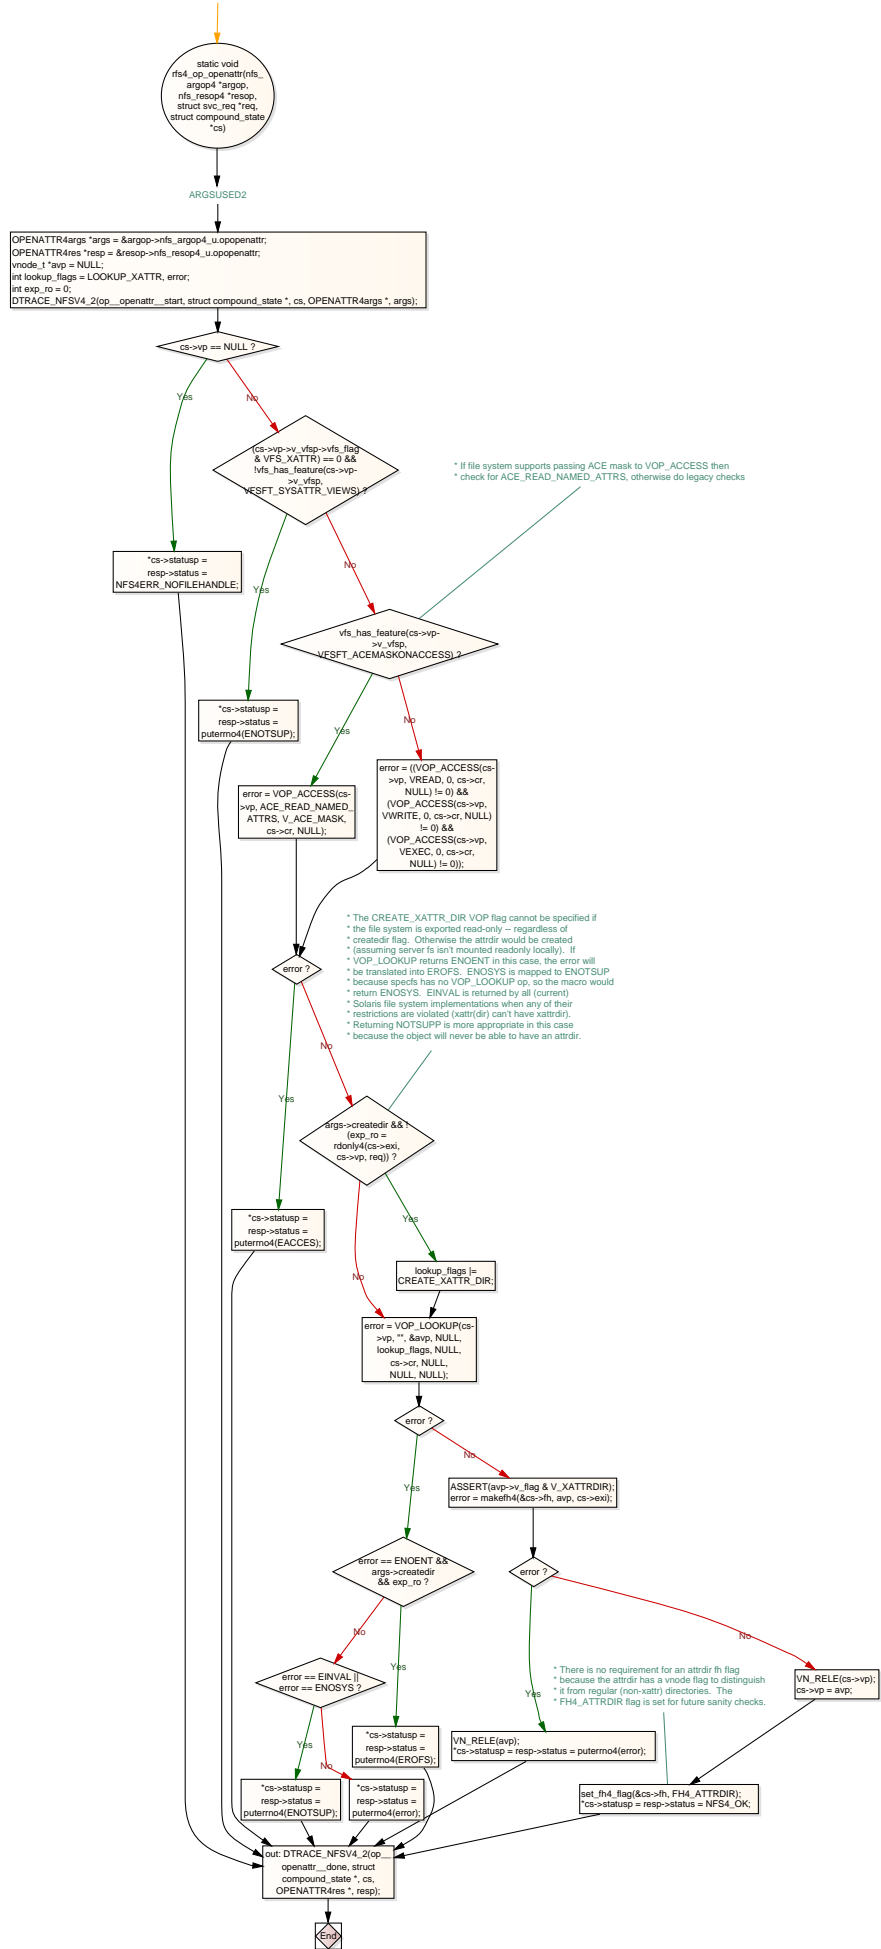 static void
rfs4_op_openattr(nfs_
argop4 *argop,
nfs_resop4 *resop,
struct svc_req *req,
struct compound_state
*cs)
ARGSUSED2
OPENATTR4args *args = &argop->nfs_argop4_u.opopenattr;
OPENATTR4res *resp = &resop->nfs_resop4_u.opopenattr;
vnode_t *avp = NULL;
int lookup_flags = LOOKUP_XATTR, error;
int exp_ro = 0;
DTRACE_NFSV4_2(op__openattr__start, struct compound_state *, cs, OPENATTR4args *, args);
cs->vp == NULL ?
Yes
No
(cs->vp->v_vfsp->vfs_flag
& VFS_XATTR) == 0 &&
!vfs_has_feature(cs->vp-
>v_vfsp,
VFSFT_SYSATTR_VIEWS) ?
* If file system supports passing ACE mask to VOP_ACCESS then
* check for ACE_READ_NAMED_ATTRS, otherwise do legacy checks
*cs->statusp =
resp->status =
NFS4ERR_NOFILEHANDLE;
Yes
No
vfs_has_feature(cs->vp-
>v_vfsp,
VFSFT_ACEMASKONACCESS) ?
*cs->statusp =
resp->status =
puterrno4(ENOTSUP);
Yes
No
error = VOP_ACCESS(cs-
>vp, ACE_READ_NAMED_
ATTRS, V_ACE_MASK,
cs->cr, NULL);
error = ((VOP_ACCESS(cs-
>vp, VREAD, 0, cs->cr,
NULL) != 0) &&
(VOP_ACCESS(cs->vp,
VWRITE, 0, cs->cr, NULL)
!= 0) &&
(VOP_ACCESS(cs->vp,
VEXEC, 0, cs->cr,
NULL) != 0));
* The CREATE_XATTR_DIR VOP flag cannot be specified if
* the file system is exported read-only -- regardless of
* createdir flag.  Otherwise the attrdir would be created
* (assuming server fs isn't mounted readonly locally).  If
* VOP_LOOKUP returns ENOENT in this case, the error will
* be translated into EROFS.  ENOSYS is mapped to ENOTSUP
* because specfs has no VOP_LOOKUP op, so the macro would
* return ENOSYS.  EINVAL is returned by all (current)
* Solaris file system implementations when any of their
* restrictions are violated (xattr(dir) can't have xattrdir).
* Returning NOTSUPP is more appropriate in this case
* because the object will never be able to have an attrdir.
error ?
Yes
No
args->createdir && !
(exp_ro =
rdonly4(cs->exi,
cs->vp, req)) ?
*cs->statusp =
resp->status =
puterrno4(EACCES);
Yes
No
lookup_flags |=
CREATE_XATTR_DIR;
error = VOP_LOOKUP(cs-
>vp, "", &avp, NULL,
lookup_flags, NULL,
cs->cr, NULL,
NULL, NULL);
error ?
Yes
No
ASSERT(avp->v_flag & V_XATTRDIR);
error = makefh4(&cs->fh, avp, cs->exi);
error == ENOENT &&
args->createdir
&& exp_ro ?
error ?
No
Yes
No
Yes
error == EINVAL ||
error == ENOSYS ?
* There is no requirement for an attrdir fh flag
* because the attrdir has a vnode flag to distinguish
* it from regular (non-xattr) directories.  The
* FH4_ATTRDIR flag is set for future sanity checks.
VN_RELE(cs->vp);
cs->vp = avp;
Yes
No
*cs->statusp =
resp->status =
puterrno4(EROFS);
VN_RELE(avp);
*cs->statusp = resp->status = puterrno4(error);
*cs->statusp =
resp->status =
puterrno4(ENOTSUP);
*cs->statusp =
resp->status =
puterrno4(error);
set_fh4_flag(&cs->fh, FH4_ATTRDIR);
*cs->statusp = resp->status = NFS4_OK;
out: DTRACE_NFSV4_2(op__
openattr__done, struct
compound_state *, cs,
OPENATTR4res *, resp);
End